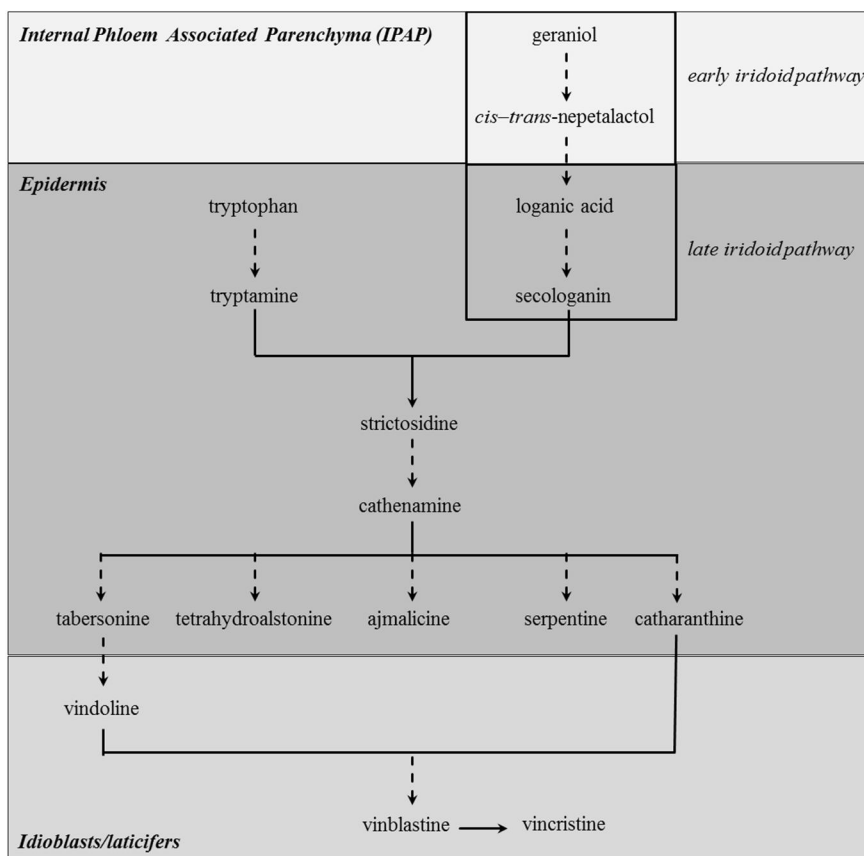 Internal Phloem Associated Parenchyma (IPAP)
geraniol
early iridoid pathway
cis–trans-nepetalactol
Epidermis
tryptophan
loganic acid
late iridoid pathway
tryptamine
secologanin
strictosidine
cathenamine
tabersonine
tetrahydroalstonine
ajmalicine
serpentine
catharanthine
vindoline
vinblastine
vincristine
Idioblasts/laticifers